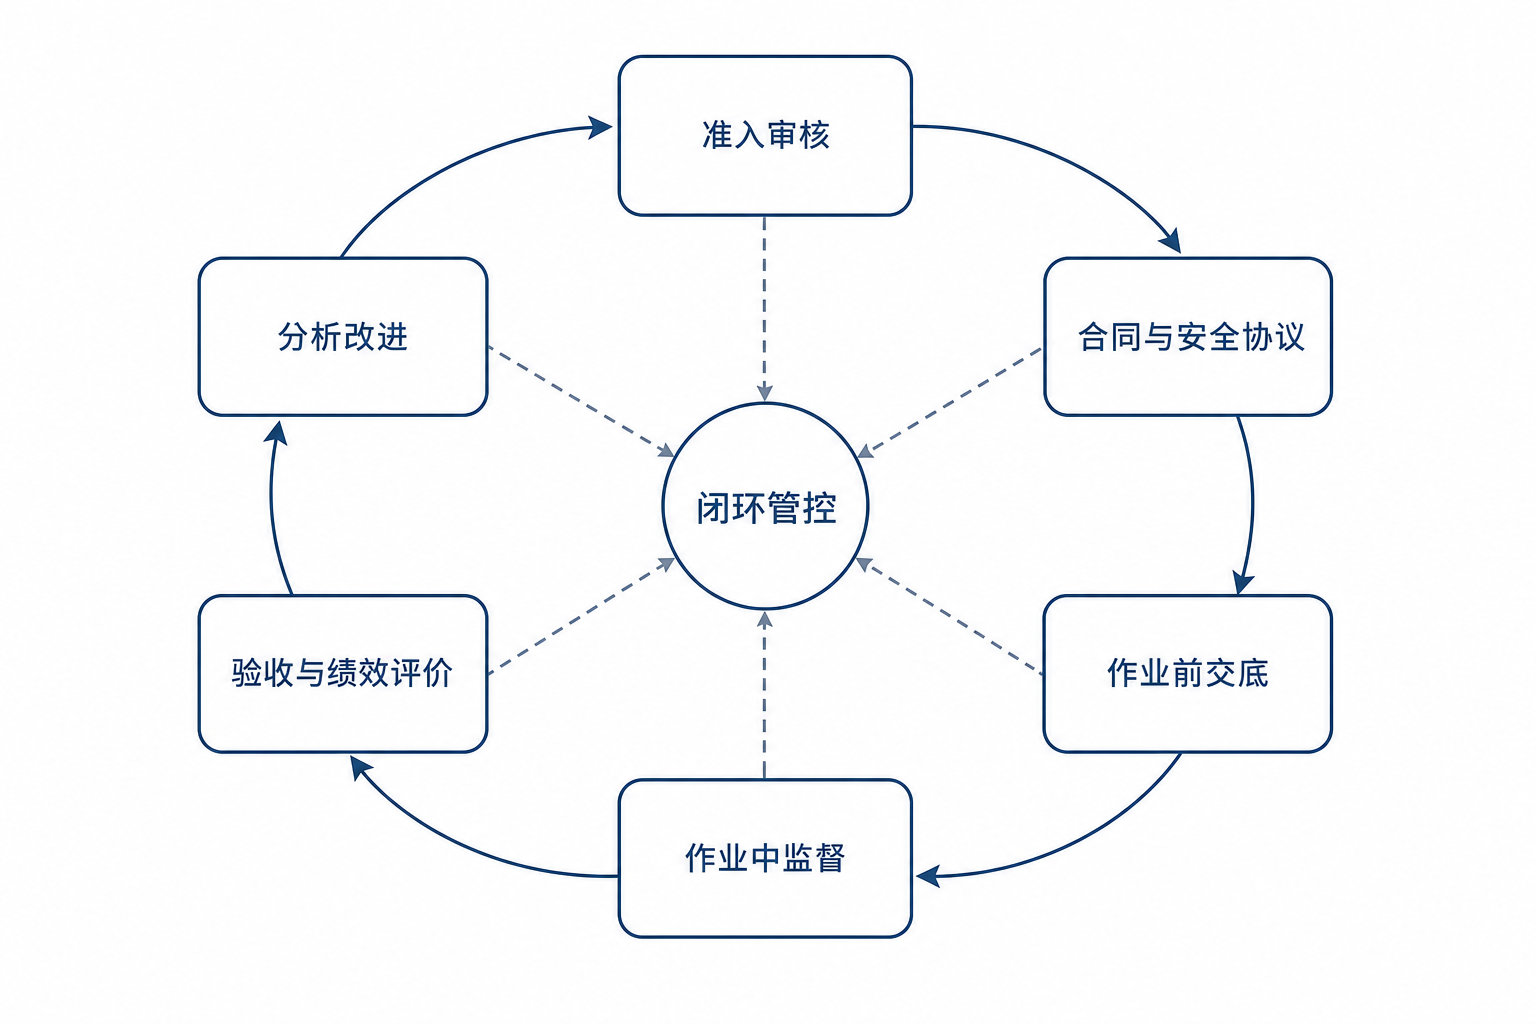 准入审核
分析改进
合同与安全协议
闭环管控
验收与绩效评价
作业前交底
作业中监督